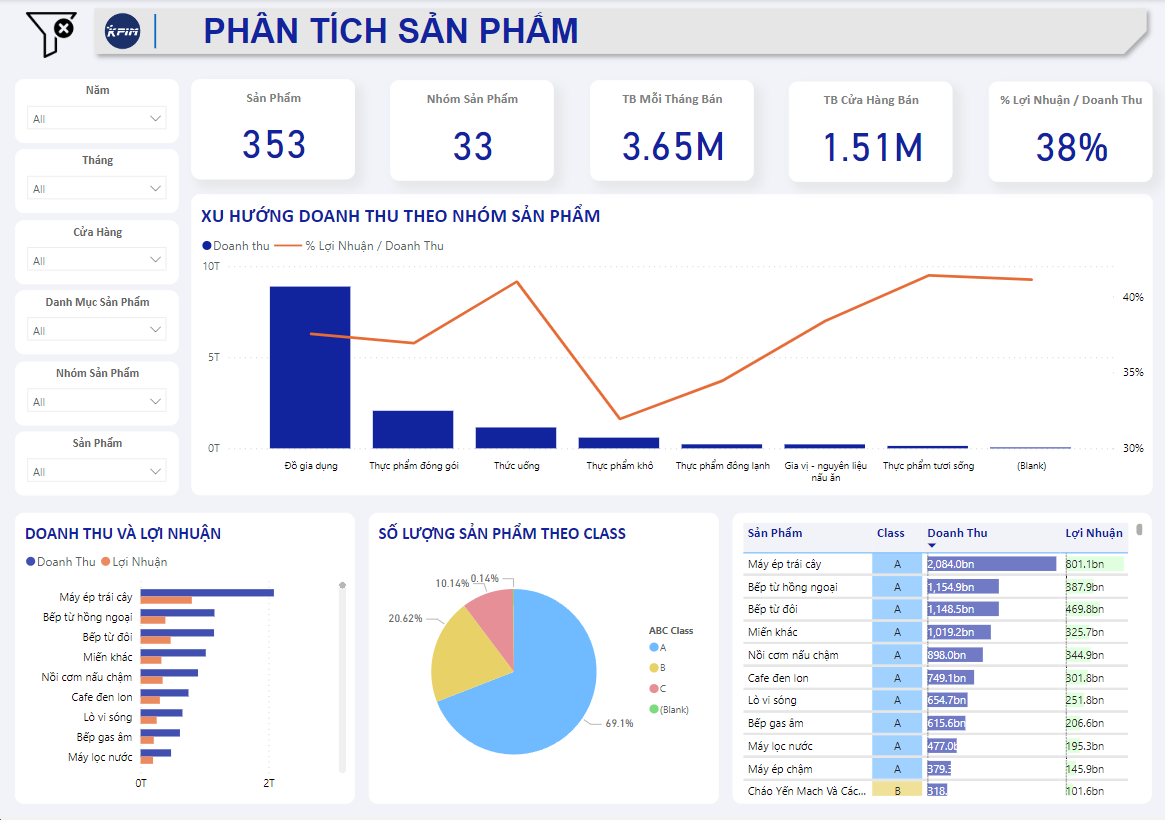 KFIM
PHÂN TÍCH SẢN PHẨM
Năm
All
Tháng
All
Cửa Hàng
All
Danh Mục Sản Phẩm
All
Nhóm Sản Phẩm
All
Sản Phẩm
All
Sản Phẩm
353
Nhóm Sản Phẩm
33
TB Mỗi Tháng Bán
3.65M
TB Cửa Hàng Bán
1.51M
% Lợi Nhuận / Doanh Thu
38%
XU HƯỚNG DOANH THU THEO NHÓM SẢN PHẨM
Doanh thu % Lợi Nhuận / Doanh Thu
10T
5T
0T
40%
35%
30%
Đồ gia dụng
Thực phẩm đóng gói
Thức uống
Thực phẩm khô
Thực phẩm đông lạnh
Gia vị - nguyên liệu
nấu ăn
Thực phẩm tươi sống
(Blank)
DOANH THU VÀ LỢI NHUẬN
Doanh Thu Lợi Nhuận
Máy ép trái cây
Bếp từ hồng ngoại
Bếp từ đôi
Miến khác
Nồi cơm nấu chậm
Cafe đen lon
Lò vi sóng
Bếp gas âm
Máy lọc nước
0T 2T
SỐ LƯỢNG SẢN PHẨM THEO CLASS
10.14% 0.14%
20.62%
69.1%
ABC Class
A
B
C
(Blank)
Sản Phẩm Class Doanh Thu Lợi Nhuận
Máy ép trái cây A 2,084.0bn 801.1bn
Bếp từ hồng ngoại A 1,154.9bn 387.9bn
Bếp từ đôi A 1,148.5bn 469.8bn
Miến khác A 1,019.2bn 325.7bn
Nồi cơm nấu chậm A 898.0bn 344.9bn
Cafe đen lon A 749.1bn 301.8bn
Lò vi sóng A 654.7bn 251.8bn
Bếp gas âm A 615.6bn 206.6bn
Máy lọc nước A 477.0b 195.3bn
Máy ép chậm A 379.3 145.9bn
Cháo Yến Mạch Và Các... B 318. 101.6bn